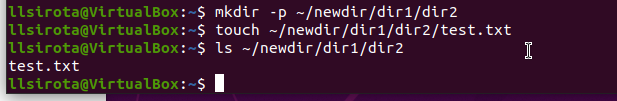 llsirota@VirtualBox:~$ mkdir -p ~/newdir/dir1/dir2
llsirota@VirtualBox:~$ touch ~/newdir/dir1/dir2/test.txt
llsirota@VirtualBox:~$ ls ~/newdir/dir1/dir2
test.txt
llsirota@VirtualBox:~$